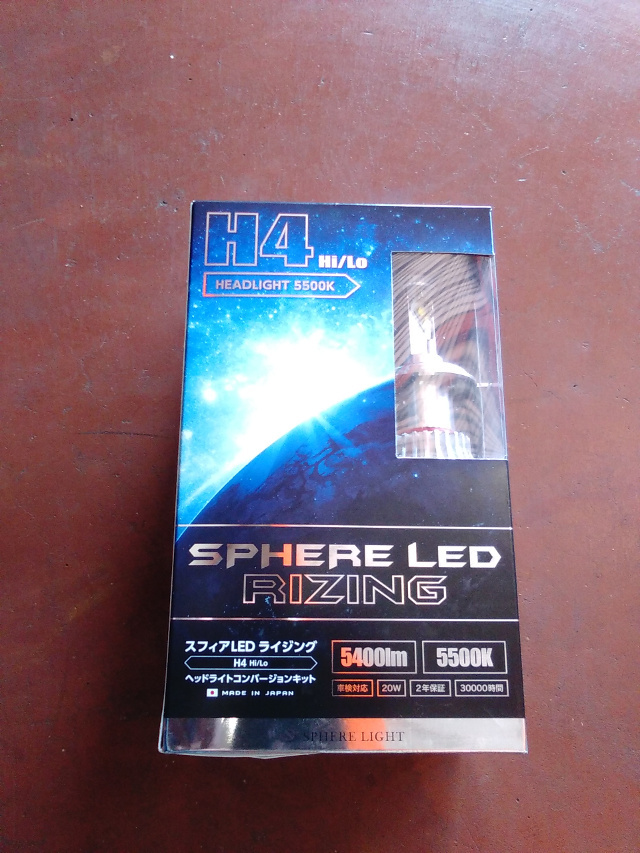 H4 Hi/Lo
HEADLIGHT 5500K
SPHERE LED
RIZING
スフィアLED ライジング
H4 Hi/Lo
ヘッドライトコンバージョンキット
MADE IN JAPAN
5400lm 5500K
車検対応 20W 2年保証 30000時間
SPHERE LIGHT